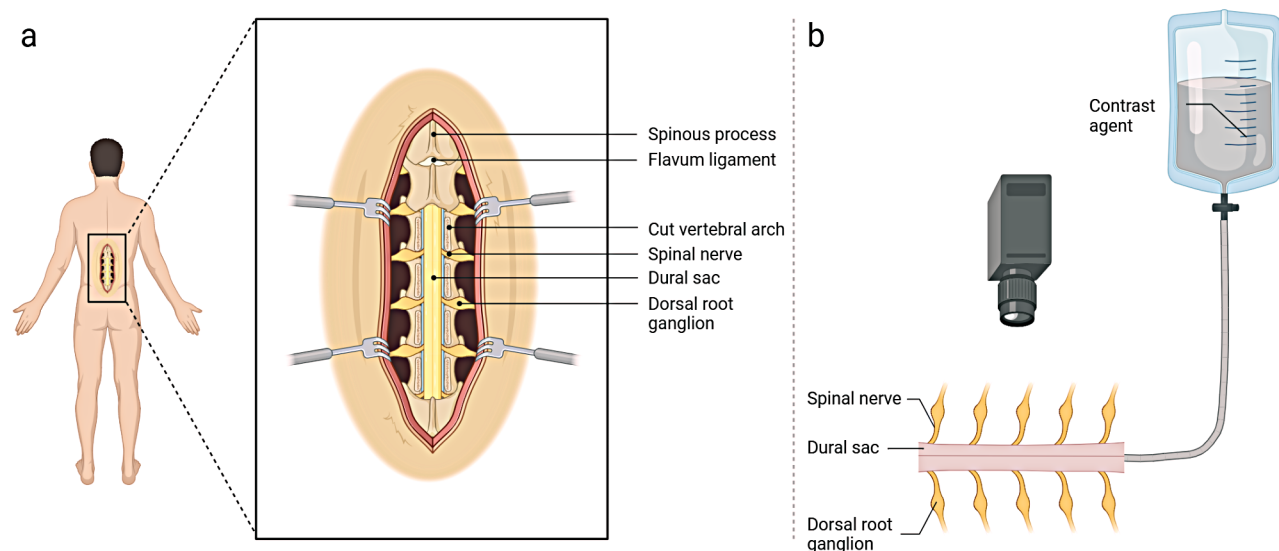 a
Spinous process
Flavum ligament
Cut vertebral arch
Spinal nerve
Dural sac
Dorsal root
ganglion
b
Contrast
agent
Spinal nerve
Dural sac
Dorsal root
ganglion